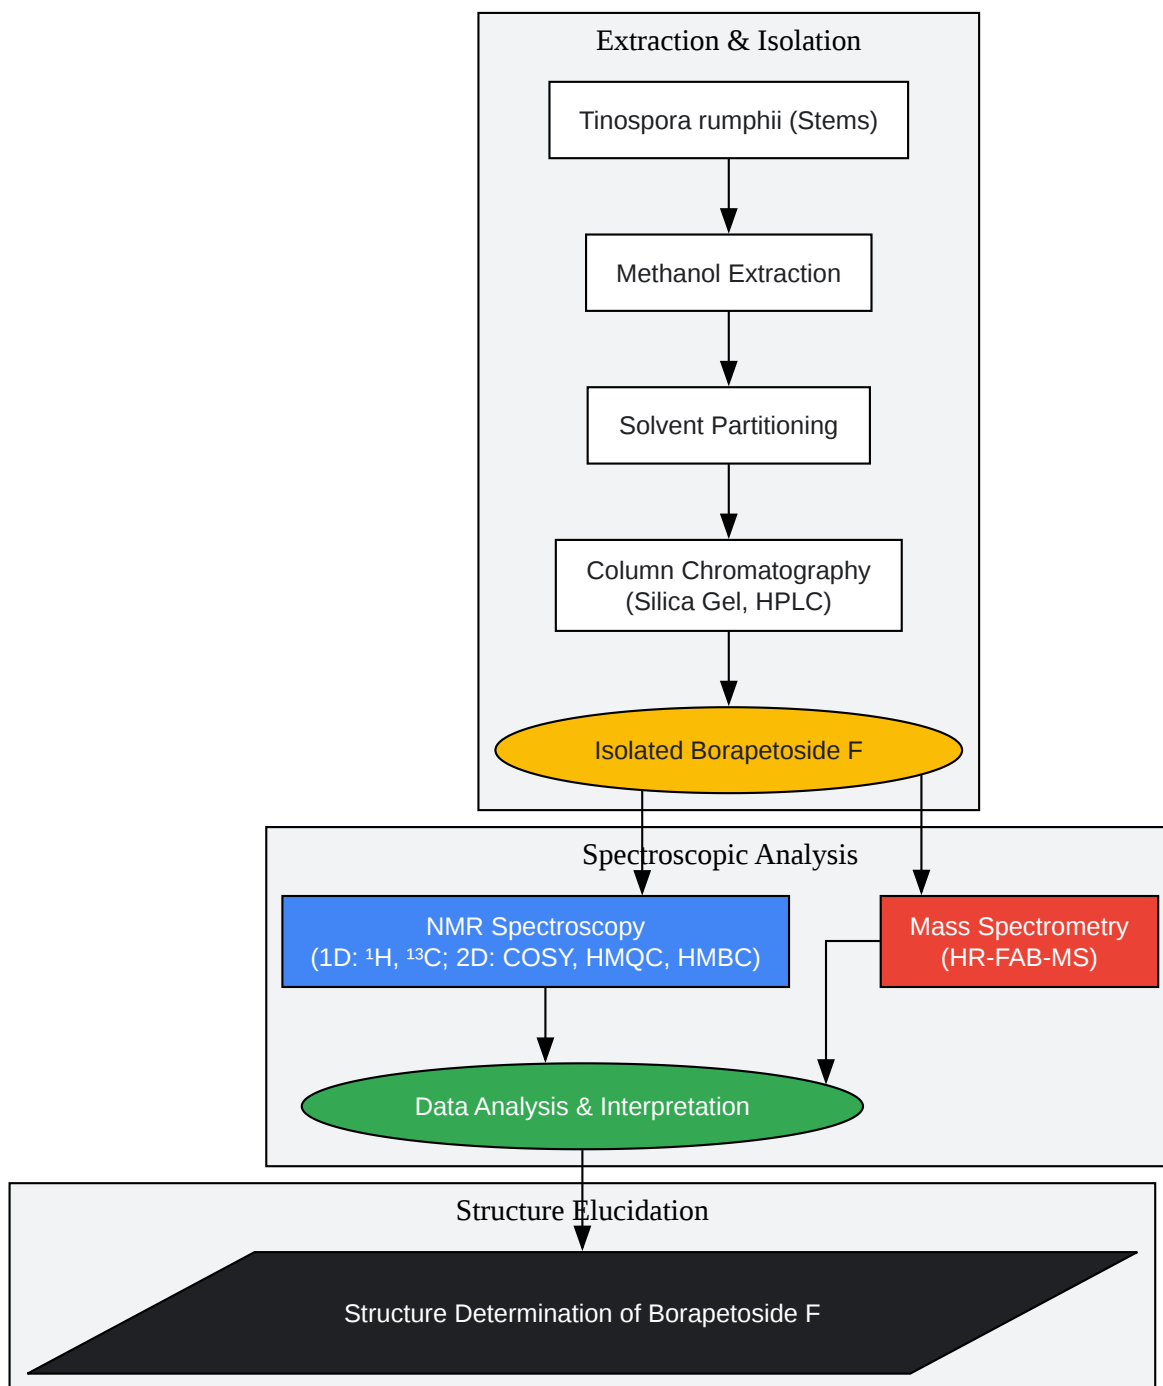 Extraction & Isolation
Tinospora rumphii (Stems)
Methanol Extraction
Solvent Partitioning
Column Chromatography
(Silica Gel, HPLC)
Isolated Borapetoside F
Spectroscopic Analysis
NMR Spectroscopy
(1D: ¹H, ¹³C; 2D: COSY, HMQC, HMBC)
Mass Spectrometry
(HR-FAB-MS)
Data Analysis & Interpretation
Structure Elucidation
Structure Determination of Borapetoside F